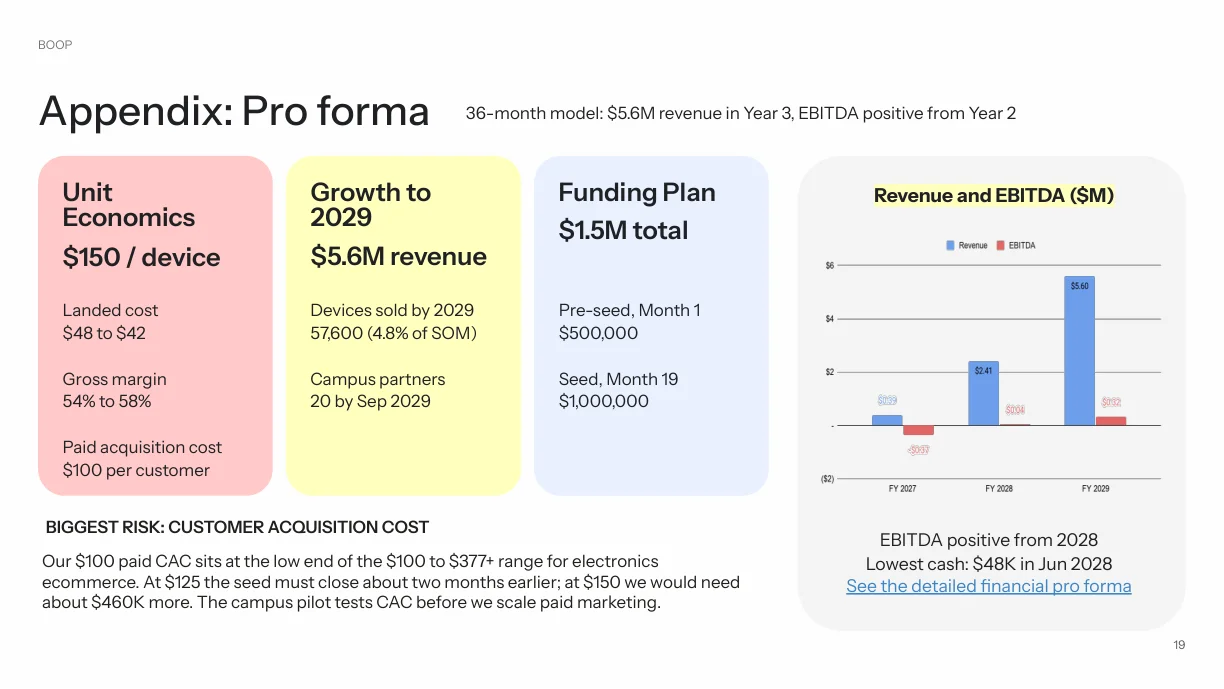 BOOP
Appendix: Pro forma
36-month model: $5.6M revenue in Year 3, EBITDA positive from Year 2
Unit
Economics
$150 / device
Landed cost
$48 to $42
Gross margin
54% to 58%
Paid acquisition cost
$100 per customer
Growth to
2029
$5.6M revenue
Devices sold by 2029
57,600 (4.8% of SOM)
Campus partners
20 by Sep 2029
Funding Plan
$1.5M total
Pre-seed, Month 1
$500,000
Seed, Month 19
$1,000,000
BIGGEST RISK: CUSTOMER ACQUISITION COST
Our $100 paid CAC sits at the low end of the $100 to $377+ range for electronics
ecommerce. At $125 the seed must close about two months earlier; at $150 we would need
about $460K more. The campus pilot tests CAC before we scale paid marketing.
Revenue and EBITDA ($M)
Revenue EBITDA
$6
$5.60
$4
$2
$2.41
$0.39
$0.04
$0.32
-
-$0.37
($2)
FY 2027 FY 2028 FY 2029
EBITDA positive from 2028
Lowest cash: $48K in Jun 2028
See the detailed financial pro forma
19